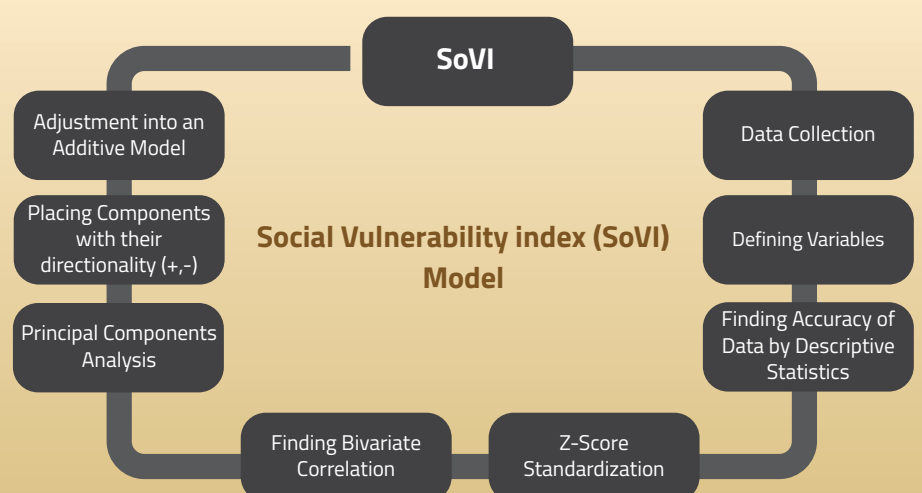 SoVI
Data Collection
Defining Variables
Finding Accuracy of
Data by Descriptive
Statistics
Z-Score
Standardization
Finding Bivariate
Correlation
Principal Components
Analysis
Placing Components
with their
directionality (+,-)
Adjustment into an
Additive Model
Social Vulnerability index (SoVI)
Model